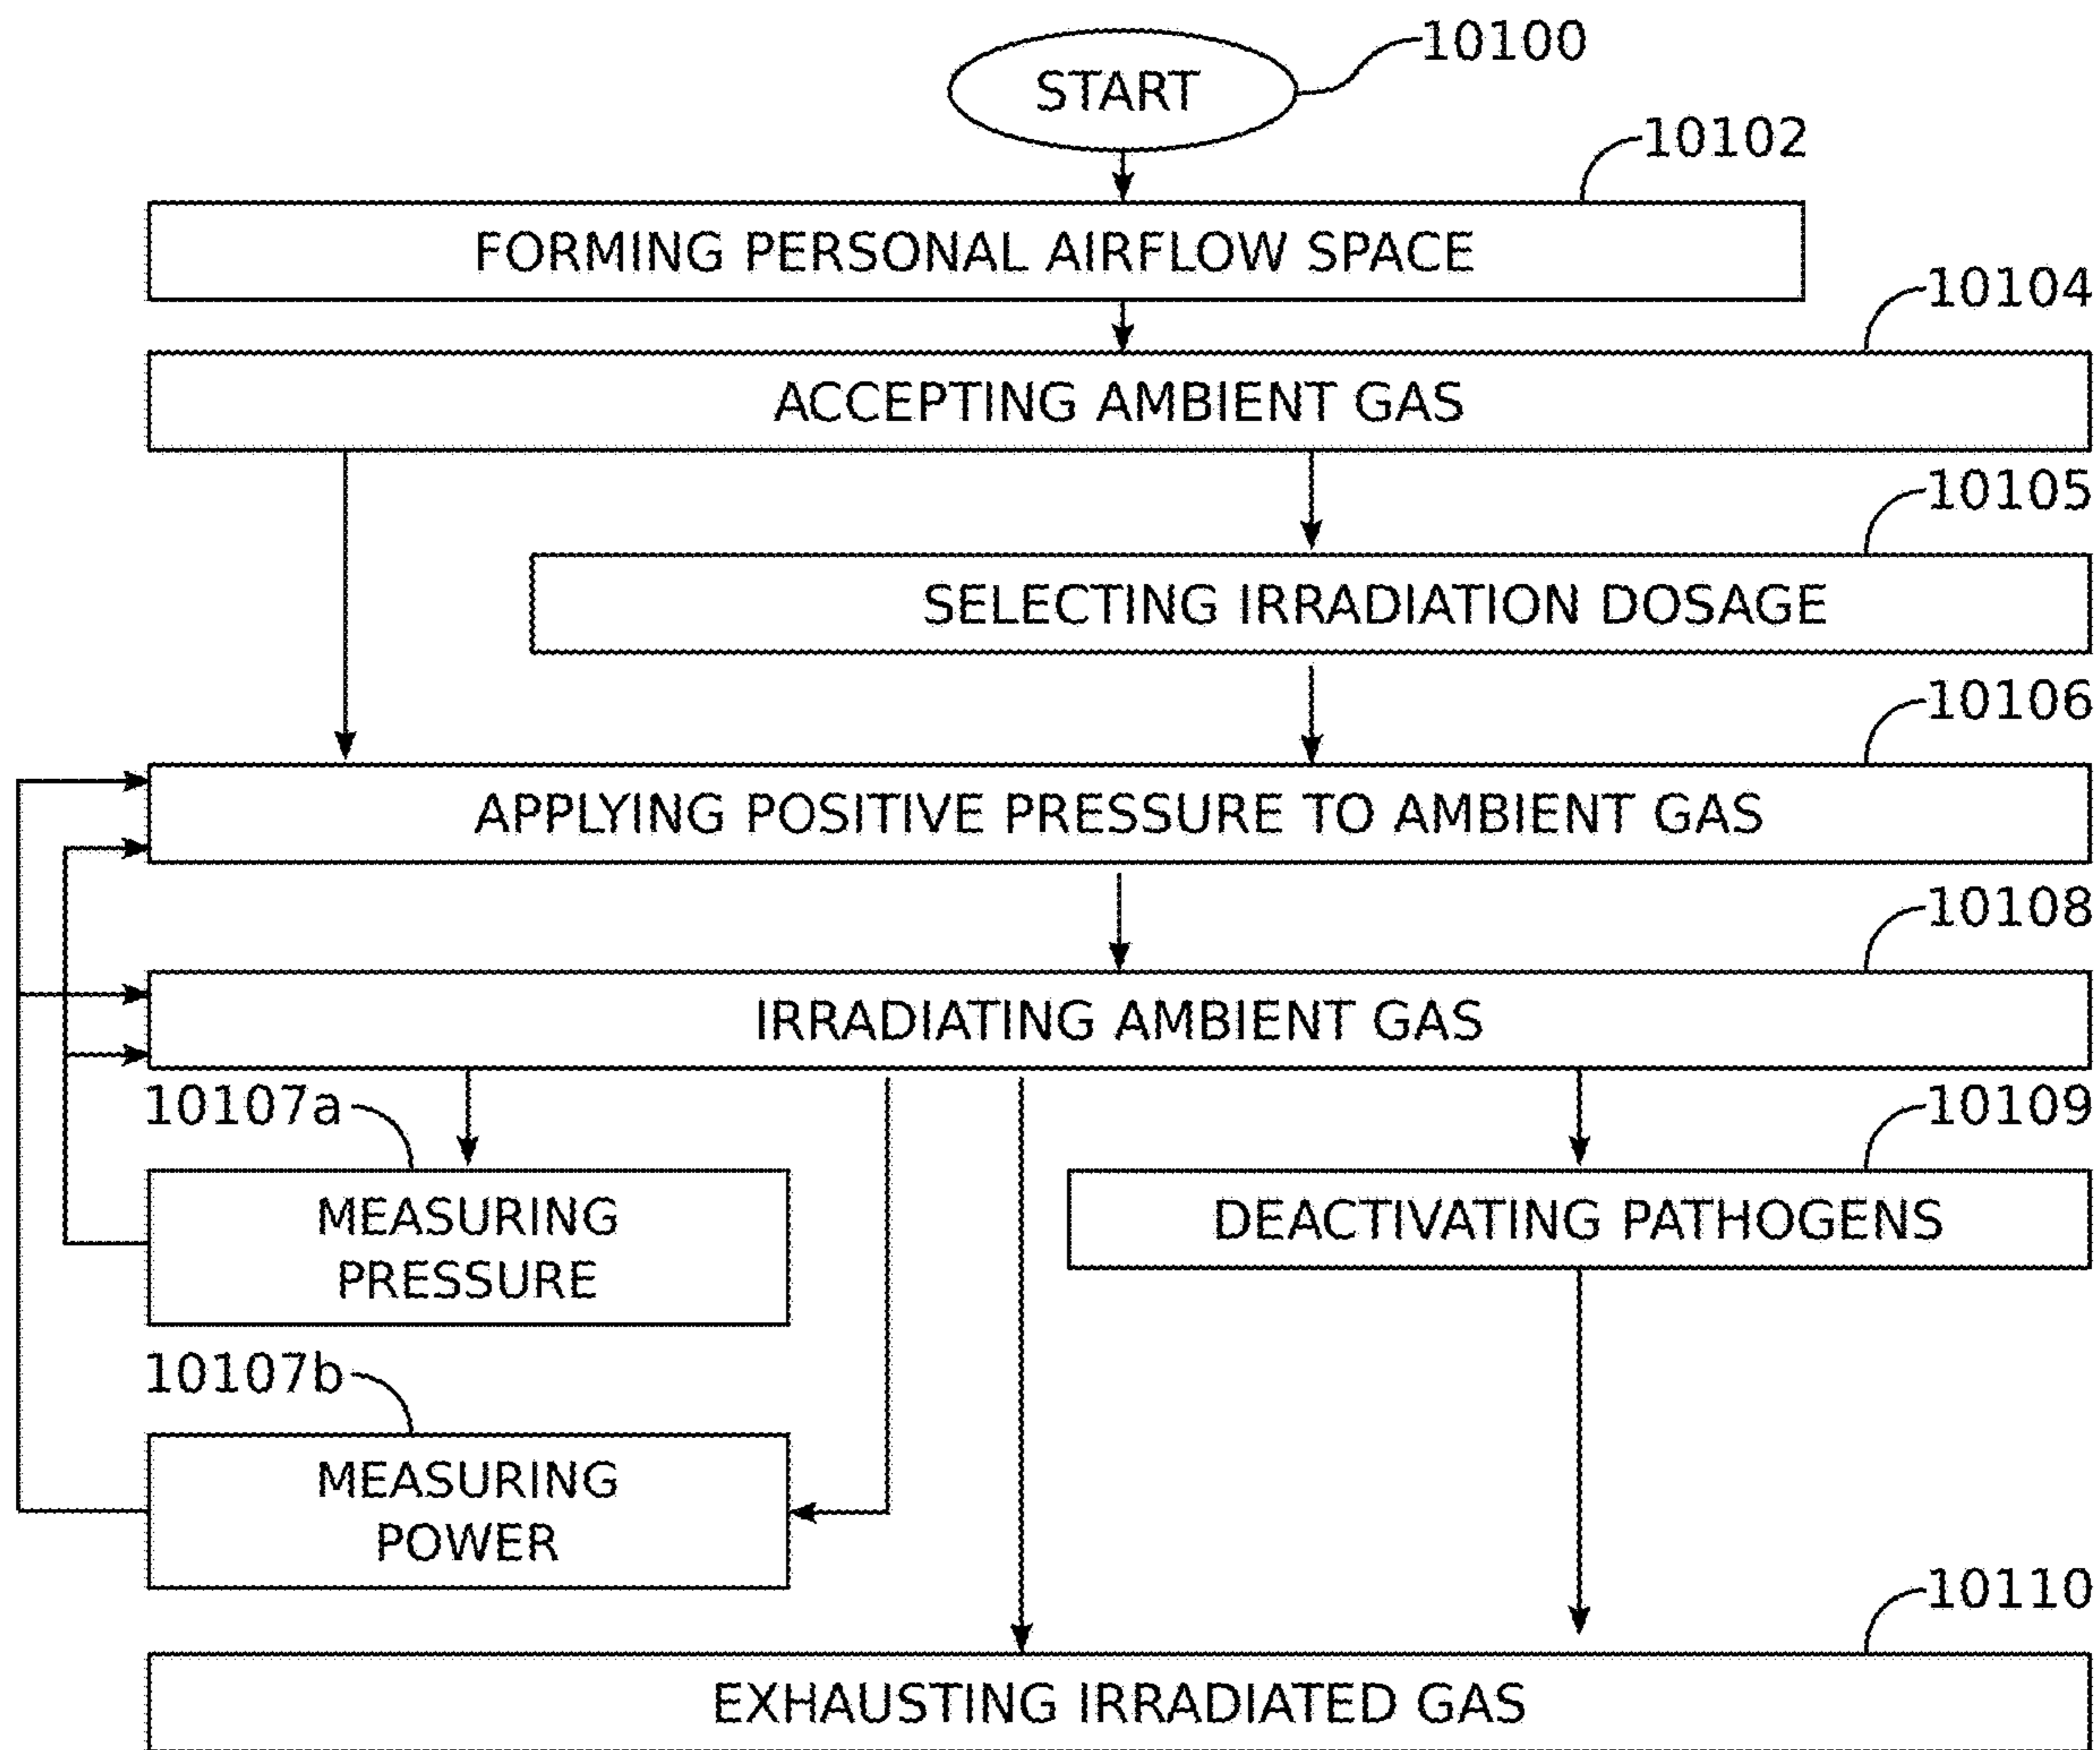 10100
START
10102
FORMING PERSONAL AIRFLOW SPACE
10104
ACCEPTING AMBIENT GAS
10105
SELECTING IRRADIATION DOSAGE
10106
APPLYING POSITIVE PRESSURE TO AMBIENT GAS
10108
IRRADIATING AMBIENT GAS
10107a
MEASURING
PRESSURE
10109
DEACTIVATING PATHOGENS
10107b
MEASURING
POWER
10110
EXHAUSTING IRRADIATED GAS